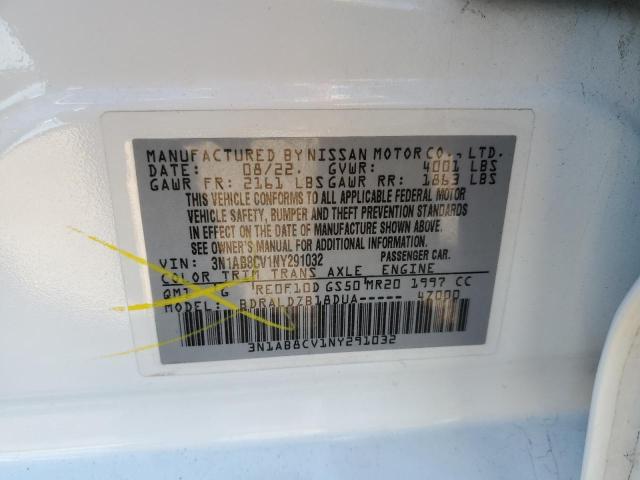 MANUFACTURED BY NISSAN MOTOR CO., LTD.
DATE: 08/22. GVWR: 4001 LBS
GAWR FR: 2161 LBS GAWR RR: 1863 LBS
THIS VEHICLE CONFORMS TO ALL APPLICABLE FEDERAL MOTOR
VEHICLE SAFETY, BUMPER AND THEFT PREVENTION STANDARDS
IN EFFECT ON THE DATE OF MANUFACTURE SHOWN ABOVE.
SEE OWNER'S MANUAL FOR ADDITIONAL INFORMATION.
VIN: 3N1AB8CV1NY291032 PASSENGER CAR.
COLOR TRIM TRANS AXLE ENGINE
QM1 G RE0F10D GS50 MR20 1997 CC
MODEL: BDRALDZB18DUA------ 47000
3N1AB8CV1NY291032